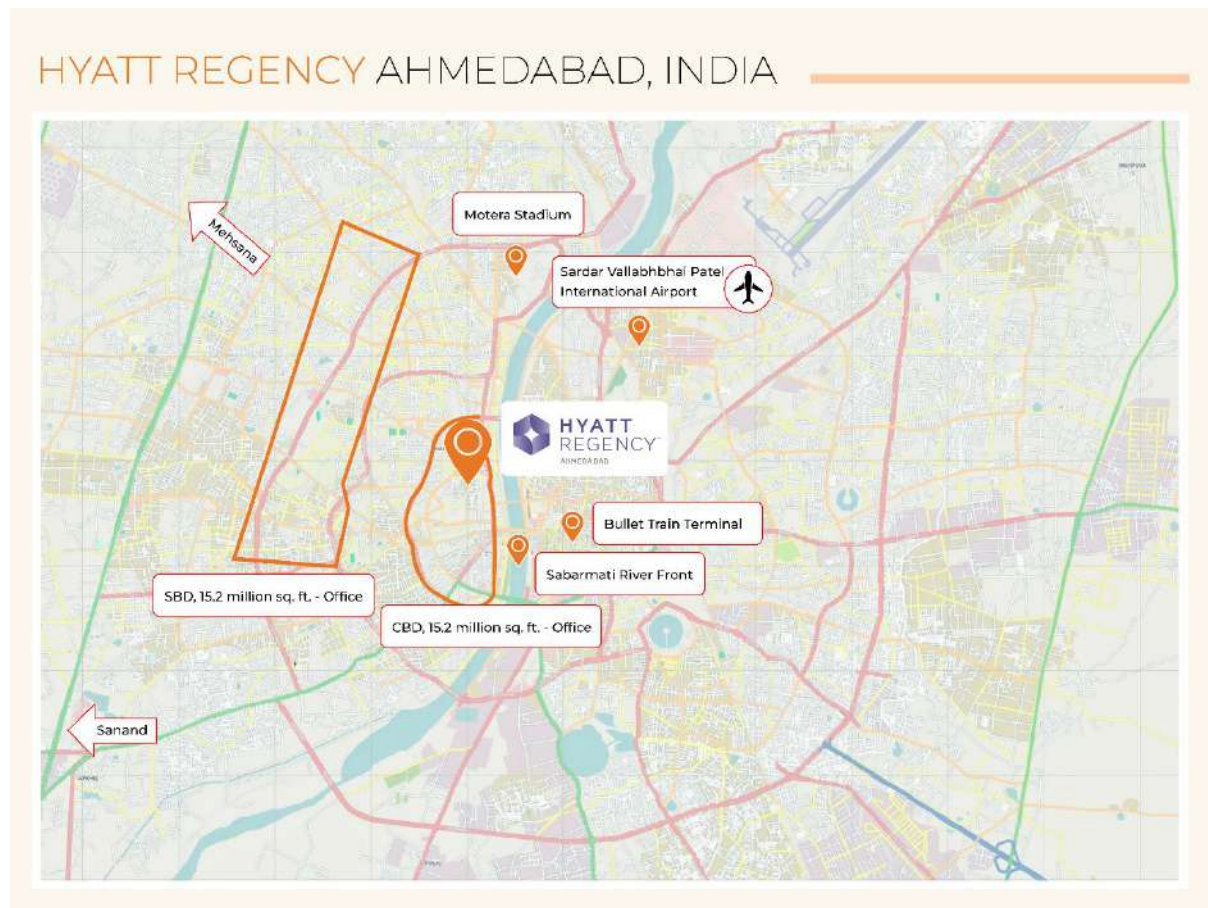 HYATT REGENCY AHMEDABAD, INDIA
Motera Stadium
Mehsana
Sardar Vallabhbhai Patel
International Airport
HYATT
REGENCY
AHMEDABAD
Bullet Train Terminal
Sabarmati River Front
SBD, 15.2 million sq. ft. - Office
CBD, 15.2 million sq. ft. - Office
Sanand